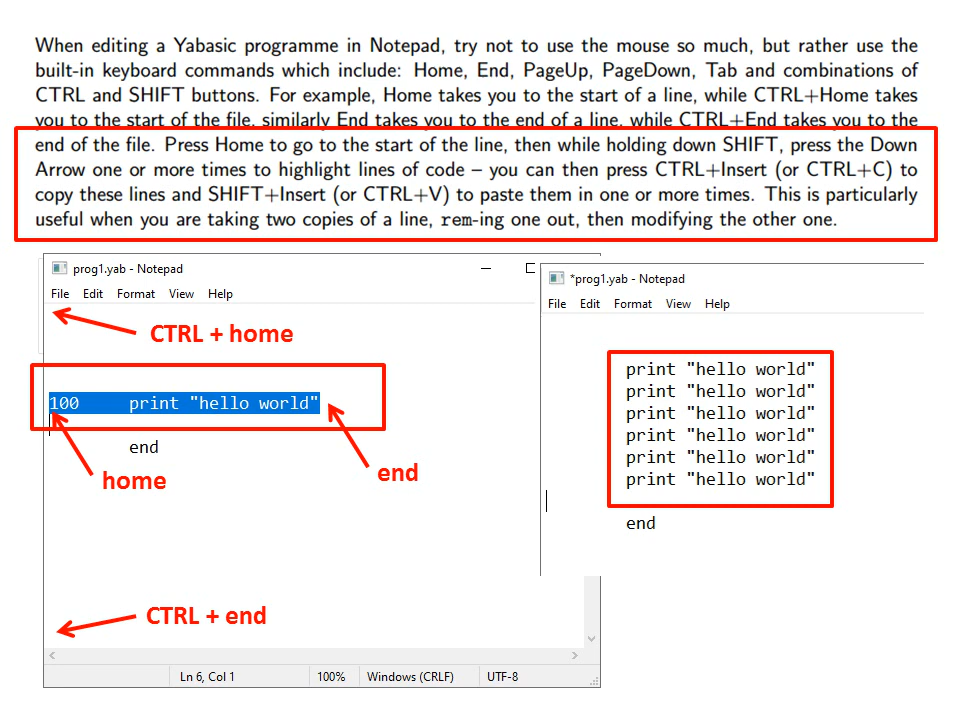 When editing a Yabasic programme in Notepad, try not to use the mouse so much, but rather use the
built-in keyboard commands which include: Home, End, PageUp, PageDown, Tab and combinations of
CTRL and SHIFT buttons. For example, Home takes you to the start of a line, while CTRL+Home takes
you to the start of the file, similarly End takes you to the end of a line, while CTRL+End takes you to the
end of the file. Press Home to go to the start of the line, then while holding down SHIFT, press the Down
Arrow one or more times to highlight lines of code – you can then press CTRL+Insert (or CTRL+C) to
copy these lines and SHIFT+Insert (or CTRL+V) to paste them in one or more times. This is particularly
useful when you are taking two copies of a line, rem-ing one out, then modifying the other one.
prog1.yab - Notepad
File Edit Format View Help
CTRL + home
100 print "hello world"
end
home
end
CTRL + end
Ln 6, Col 1 100% Windows (CRLF) UTF-8
*prog1.yab - Notepad
File Edit Format View Help
print "hello world"
print "hello world"
print "hello world"
print "hello world"
print "hello world"
print "hello world"
end